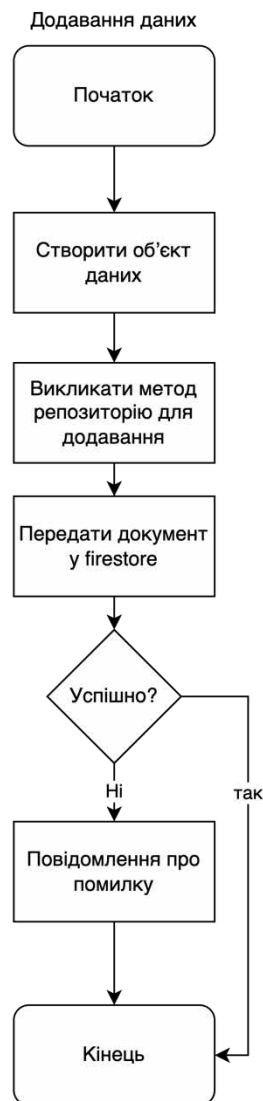 Додавання даних
Початок
Створити об’єкт
даних
Викликати метод
репозиторію для
додавання
Передати документ
у firestore
Успішно?
Ні
так
Повідомлення про
помилку
Кінець